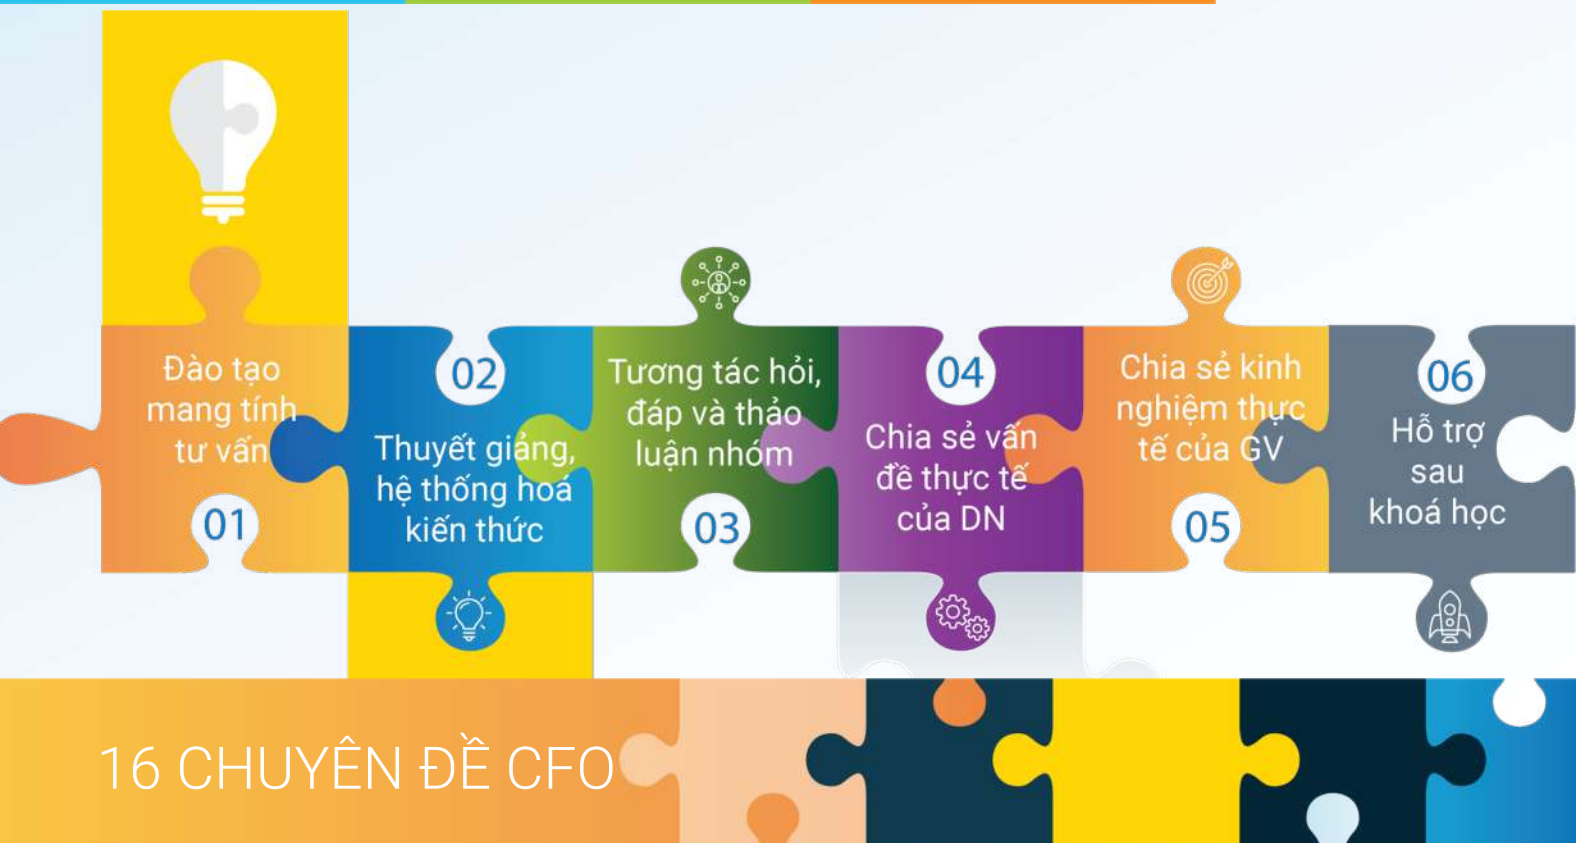 Đào tạo
mang tính
tư vấn
01
02
Thuyết giảng,
hệ thống hoá
kiến thức
Tương tác hỏi,
đáp và thảo
luận nhóm
03
04
Chia sẻ vấn
đề thực tế
của DN
Chia sẻ kinh
nghiệm thực
tế của GV
05
06
Hỗ trợ
sau
khoá học
16 CHUYÊN ĐỀ CFO